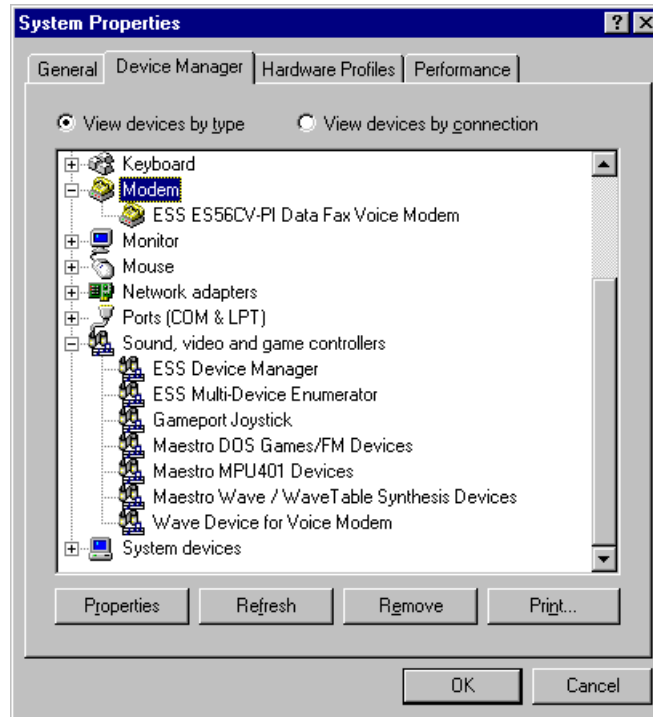 System Properties
General Device Manager Hardware Profiles Performance
View devices by type View devices by connection
Keyboard
Modem
ESS ES56CV-PI Data Fax Voice Modem
Monitor
Mouse
Network adapters
Ports (COM & LPT)
Sound, video and game controllers
ESS Device Manager
ESS Multi-Device Enumerator
Gameport Joystick
Maestro DOS Games/FM Devices
Maestro MPU401 Devices
Maestro Wave / WaveTable Synthesis Devices
Wave Device for Voice Modem
System devices
Properties Refresh Remove Print...
OK Cancel